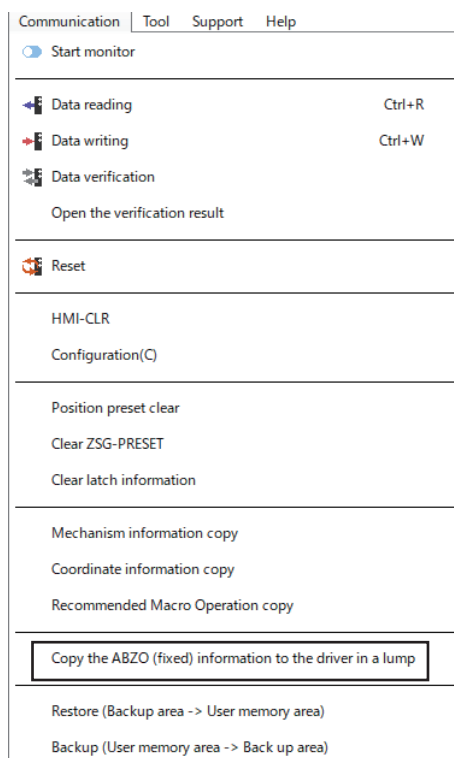 Communication Tool Support Help
Start monitor
Data reading Ctrl+R
Data writing Ctrl+W
Data verification
Open the verification result
Reset
HMI-CLR
Configuration(C)
Position preset clear
Clear ZSG-PRESET
Clear latch information
Mechanism information copy
Coordinate information copy
Recommended Macro Operation copy
Copy the ABZO (fixed) information to the driver in a lump
Restore (Backup area -> User memory area)
Backup (User memory area -> Back up area)